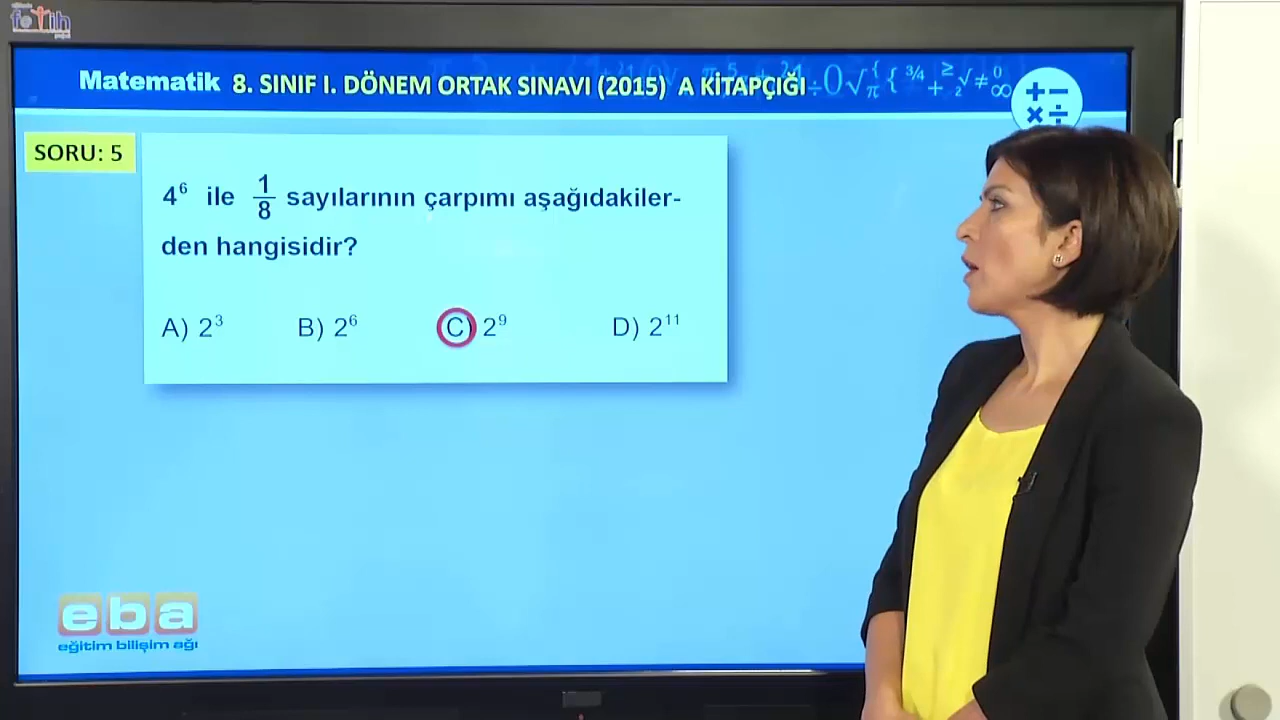 fatih
Matematik 8. SINIF I. DÖNEM ORTAK SINAVI (2015) A KİTAPÇIĞI
SORU: 5
4⁶ ile 1/8 sayılarının çarpımı aşağıdakiler-
den hangisidir?
A) 2³ B) 2⁶ C) 2⁹ D) 2¹¹
eba
eğitim bilişim ağı